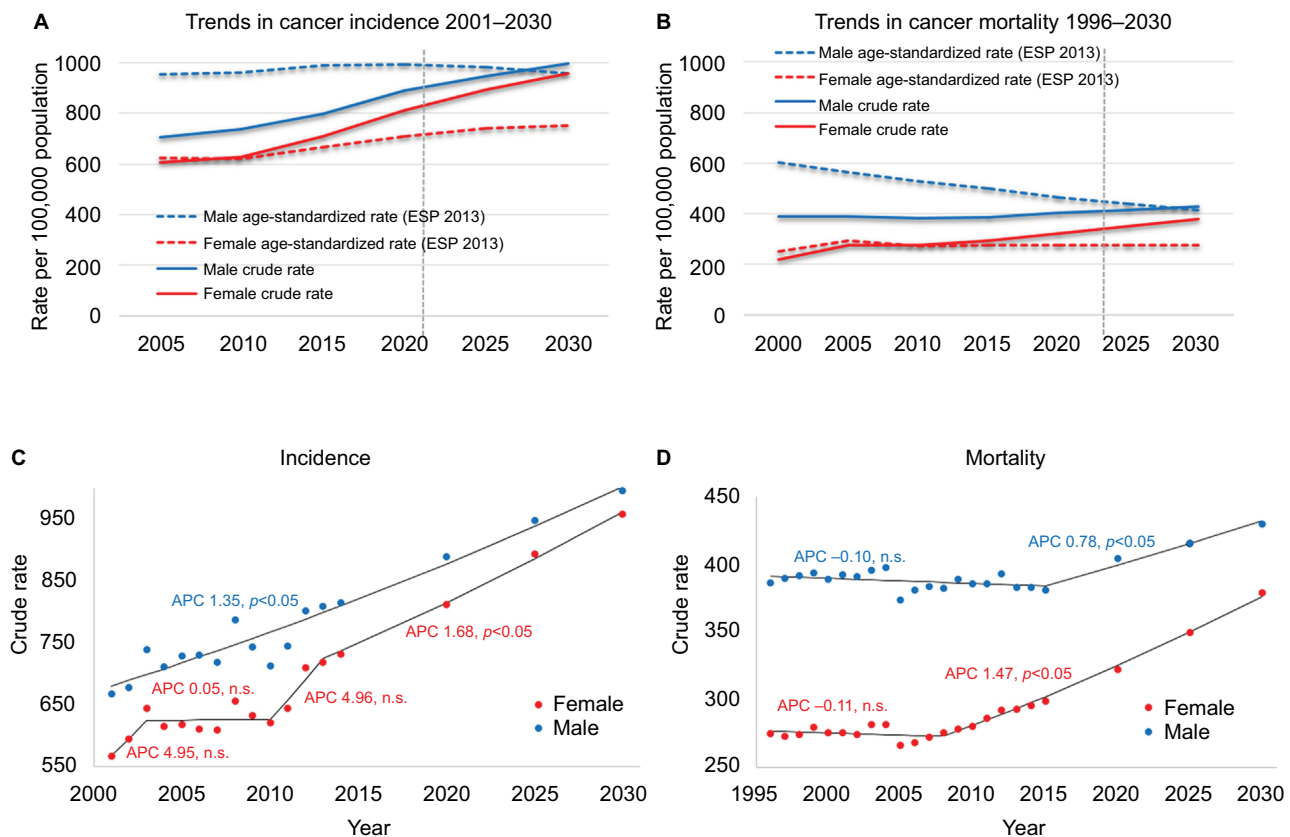 A
Trends in cancer incidence 2001–2030
Rate per 100,000 population
1000
800
600
400
200
0
Male age-standardized rate (ESP 2013)
Female age-standardized rate (ESP 2013)
Male crude rate
Female crude rate
2005 2010 2015 2020 2025 2030
B
Trends in cancer mortality 1996–2030
Rate per 100,000 population
1000
800
600
400
200
0
Male age-standardized rate (ESP 2013)
Female age-standardized rate (ESP 2013)
Male crude rate
Female crude rate
2000 2005 2010 2015 2020 2025 2030
C
Incidence
Crude rate
950
850
750
650
550
APC 1.35, p<0.05
APC 1.68, p<0.05
APC 0.05, n.s.
APC 4.96, n.s.
APC 4.95, n.s.
Female
Male
2000 2005 2010 2015 2020 2025 2030
Year
D
Mortality
Crude rate
450
400
350
300
250
APC –0.10, n.s.
APC 0.78, p<0.05
APC 1.47, p<0.05
APC –0.11, n.s.
Female
Male
1995 2000 2005 2010 2015 2020 2025 2030
Year